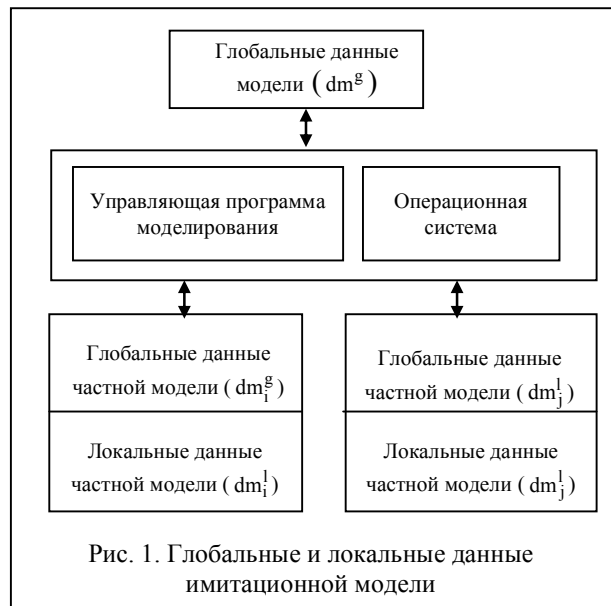 Глобальные данные
модели (dm^g)
Управляющая программа
моделирования
Операционная
система
Глобальные данные
частной модели (dm_i^g)
Локальные данные
частной модели (dm_i^l)
Глобальные данные
частной модели (dm_j^l)
Локальные данные
частной модели (dm_j^l)
Рис. 1. Глобальные и локальные данные
имитационной модели